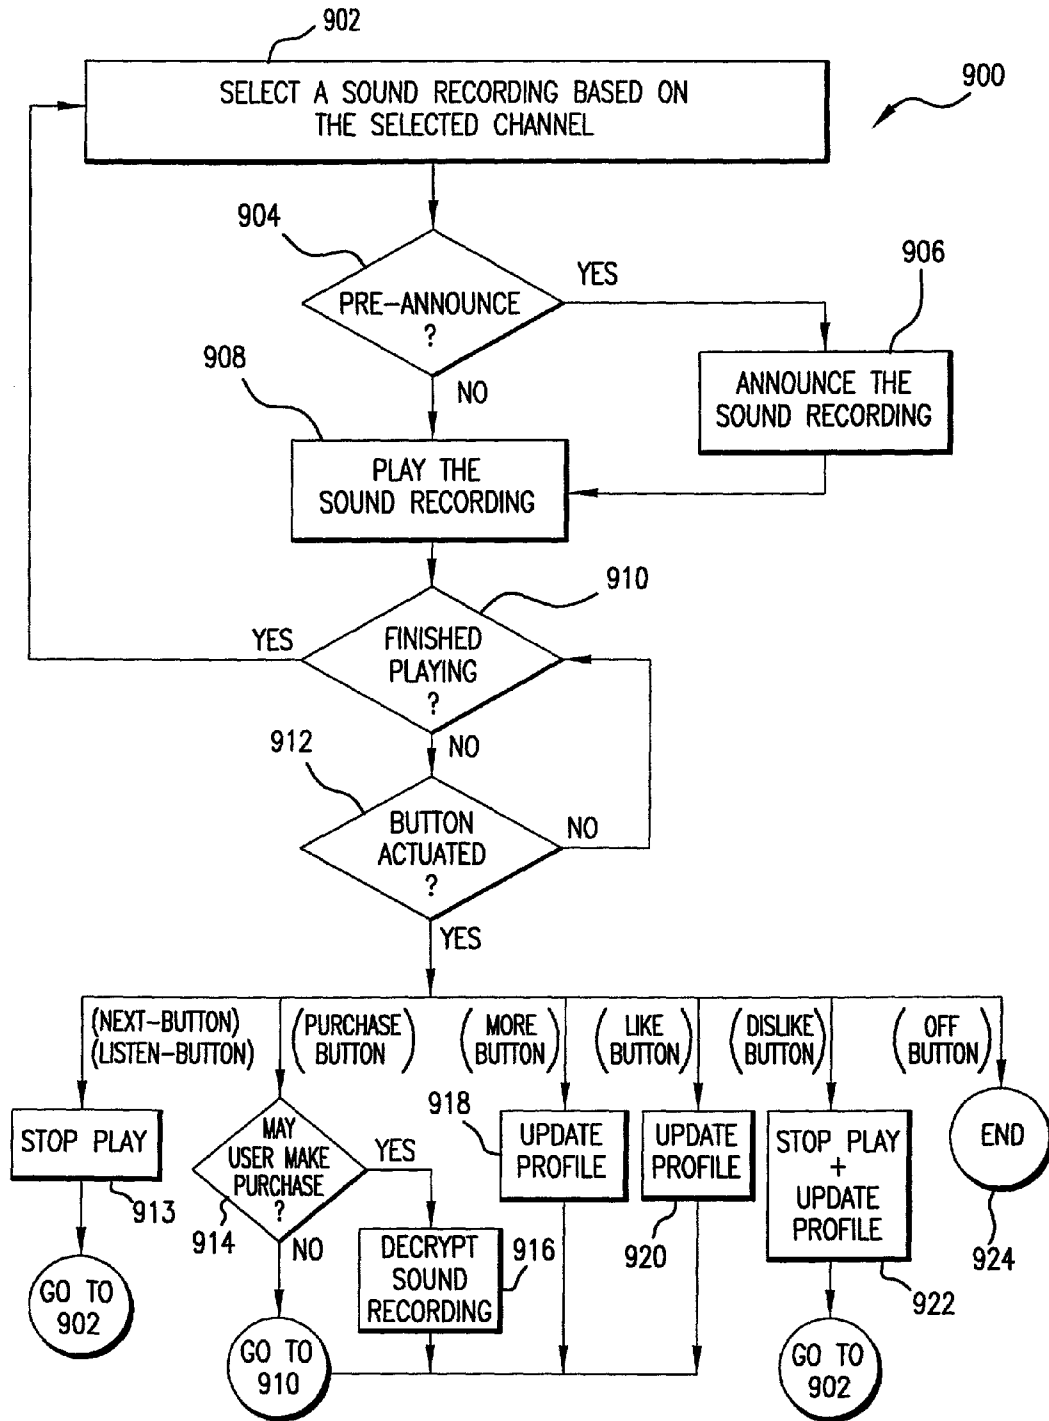 902
SELECT A SOUND RECORDING BASED ON
THE SELECTED CHANNEL
900
904
PRE-ANNOUNCE
?
YES
NO
906
ANNOUNCE THE
SOUND RECORDING
908
PLAY THE
SOUND RECORDING
910
YES
FINISHED
PLAYING
?
NO
912
BUTTON
ACTUATED
?
NO
YES
(NEXT-BUTTON)
(LISTEN-BUTTON)
(PURCHASE
BUTTON)
(MORE
BUTTON)
(LIKE
BUTTON)
(DISLIKE
BUTTON)
(OFF
BUTTON)
STOP PLAY
913
GO TO
902
MAY
USER MAKE
PURCHASE
?
914
YES
NO
DECRYPT
SOUND
RECORDING
916
GO TO
910
918
UPDATE
PROFILE
UPDATE
PROFILE
920
STOP PLAY
+
UPDATE
PROFILE
922
GO TO
902
END
924